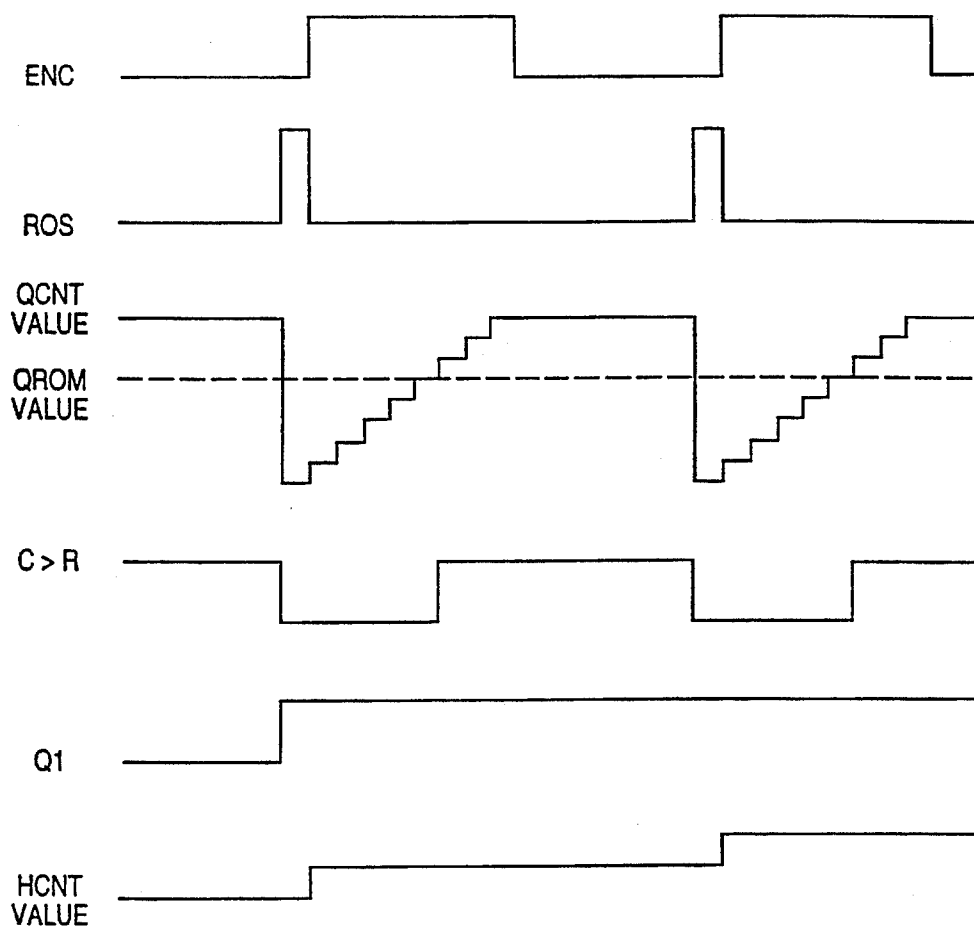 ENC
ROS
QCNT
VALUE
QROM
VALUE
C > R
Q1
HCNT
VALUE